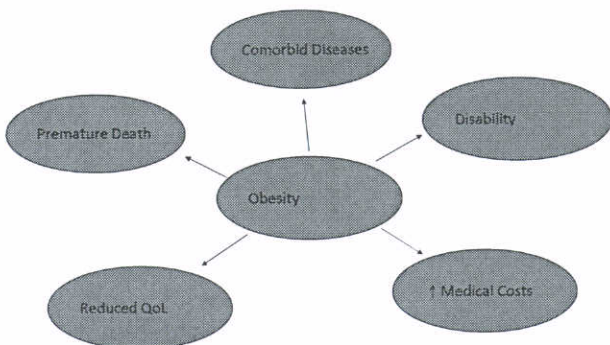 Comorbid Diseases
Premature Death
Disability
Obesity
Reduced QoL
↑ Medical Costs